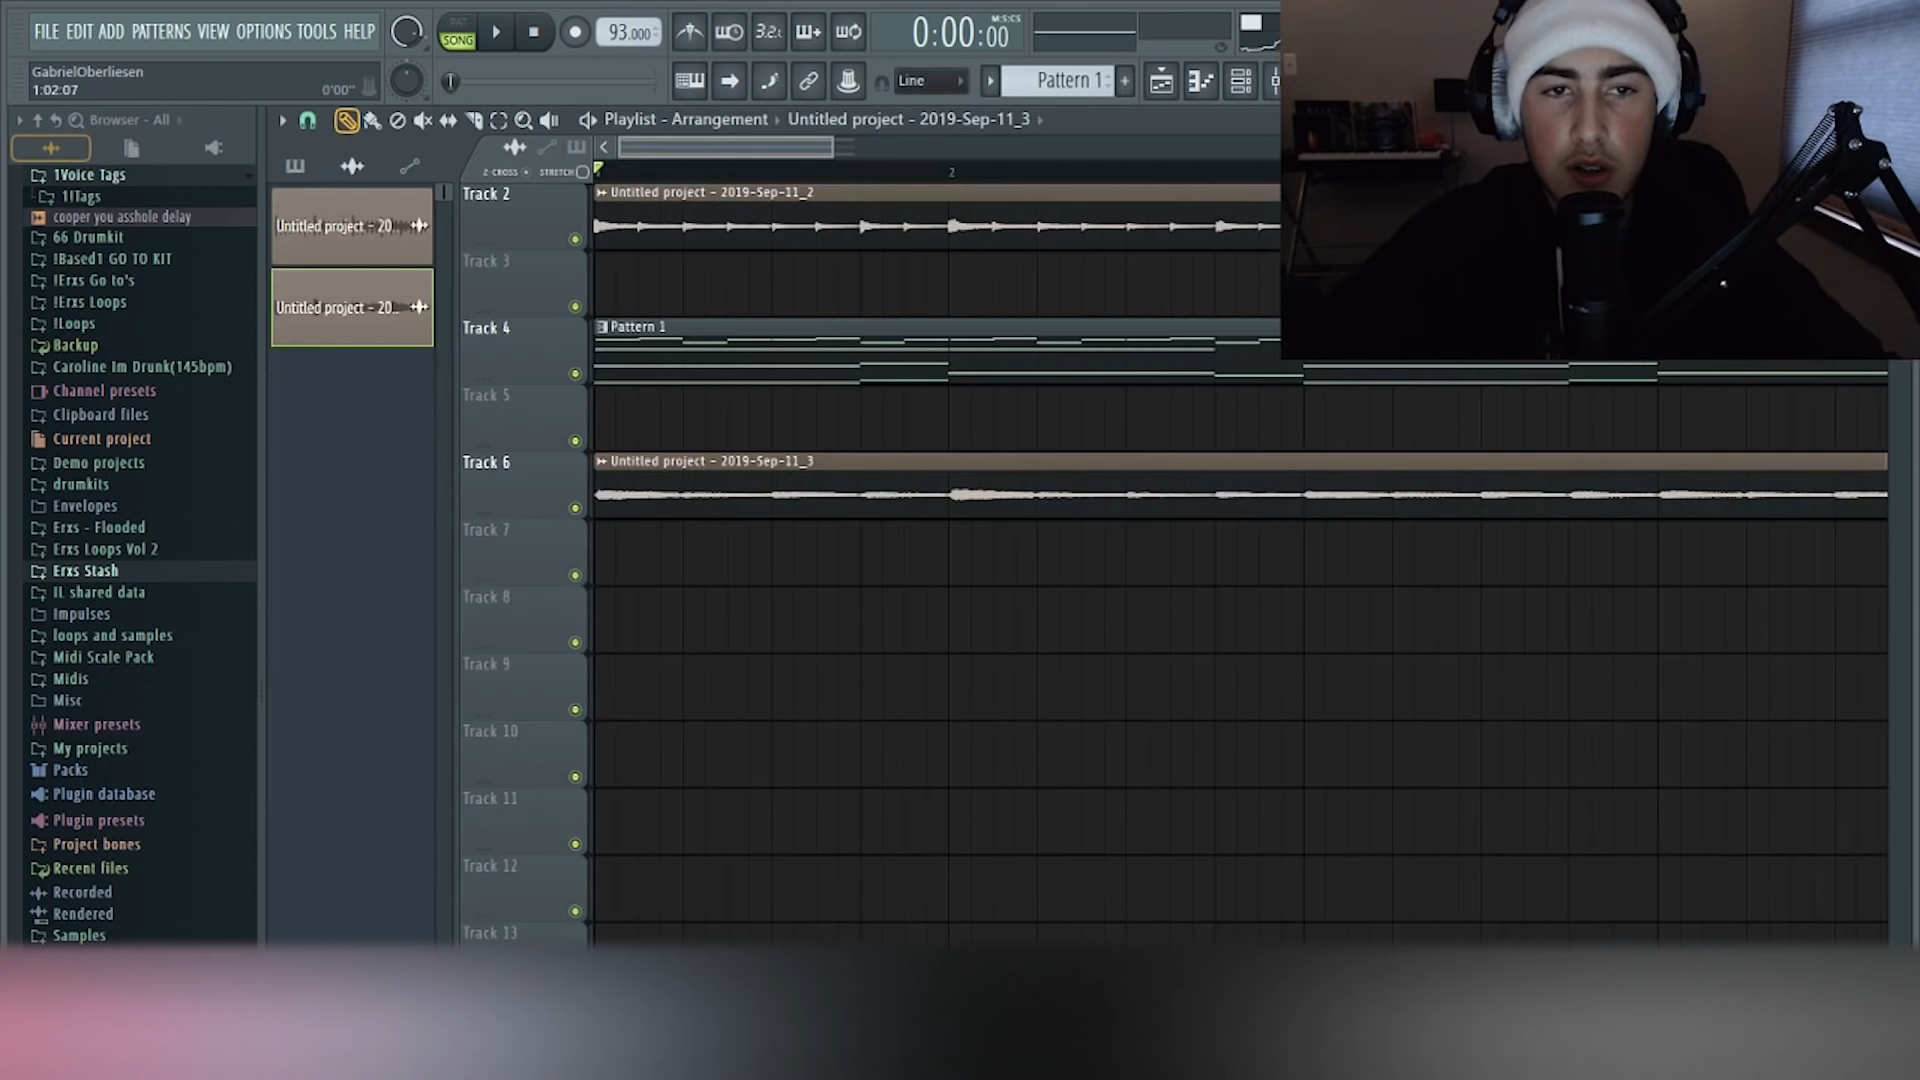 FILE EDIT ADD PATTERNS VIEW OPTIONS TOOLS HELP
PAT
SONG
93.000
3.2.
0:00:00
M:S:CS
GabrielOberliesen
1:02:07
0'00"
Line
Pattern 1
Browser - All
Playlist - Arrangement
Untitled project - 2019-Sep-11_3
Z-CROSS
STRETCH
2
1Voice Tags
1!Tags
cooper you asshole delay
66 Drumkit
!Based1 GO TO KIT
!Erxs Go to's
!Erxs Loops
!Loops
Backup
Caroline Im Drunk(145bpm)
Channel presets
Clipboard files
Current project
Demo projects
drumkits
Envelopes
Erxs - Flooded
Erxs Loops Vol 2
Erxs Stash
IL shared data
Impulses
loops and samples
Midi Scale Pack
Midis
Misc
Mixer presets
My projects
Packs
Plugin database
Plugin presets
Project bones
Recent files
Recorded
Rendered
Samples
Untitled project - 20..
Untitled project - 20..
Track 2
Untitled project - 2019-Sep-11_2
Track 3
Track 4
Pattern 1
Track 5
Track 6
Untitled project - 2019-Sep-11_3
Track 7
Track 8
Track 9
Track 10
Track 11
Track 12
Track 13